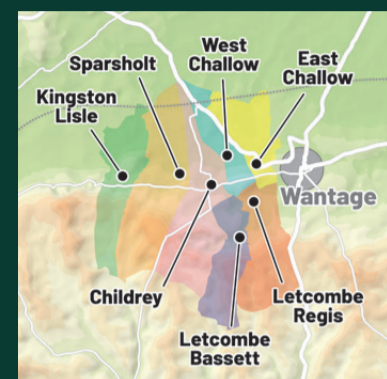 West
Challow
East
Challow
Sparsholt
Kingston
Lisle
Wantage
Childrey
Letcombe
Regis
Letcombe
Bassett